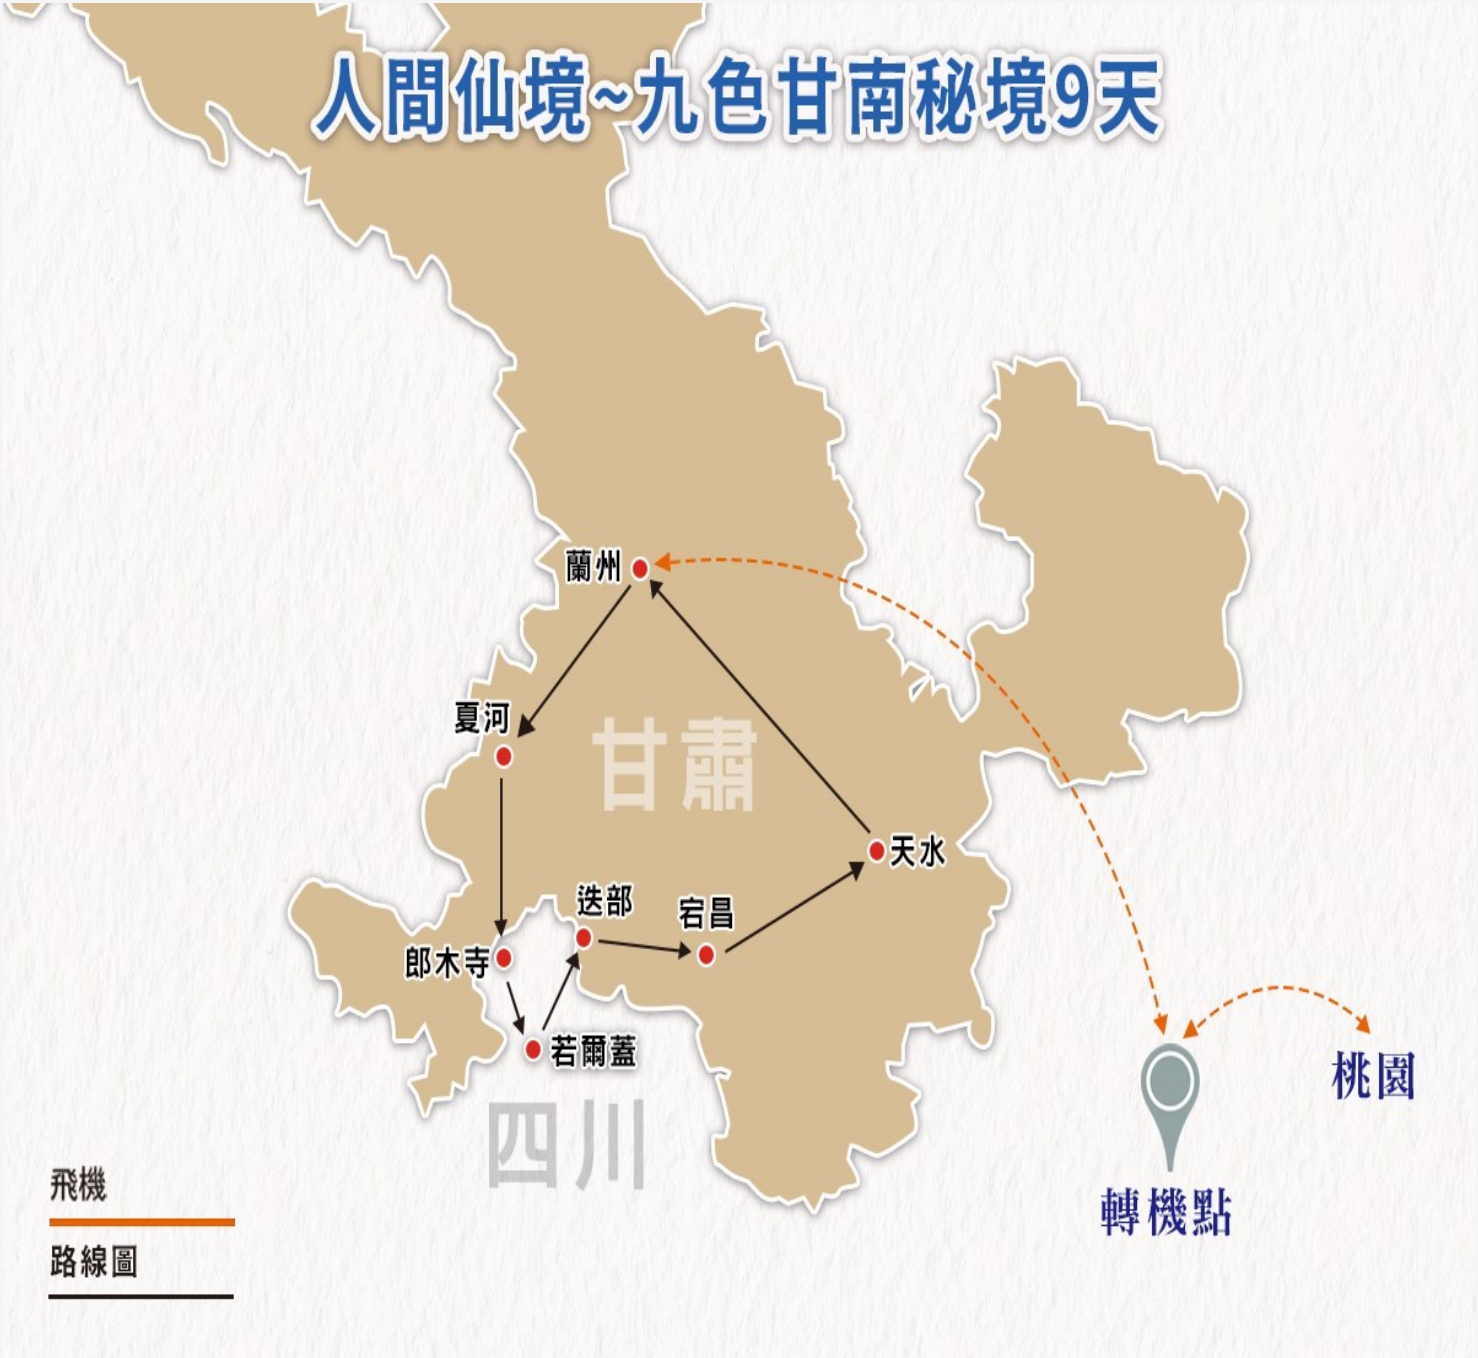 人間仙境~九色甘南秘境9天
蘭州
夏河
甘肅
天水
迭部
宕昌
郎木寺
若爾蓋
桃園
四川
飛機
轉機點
路線圖